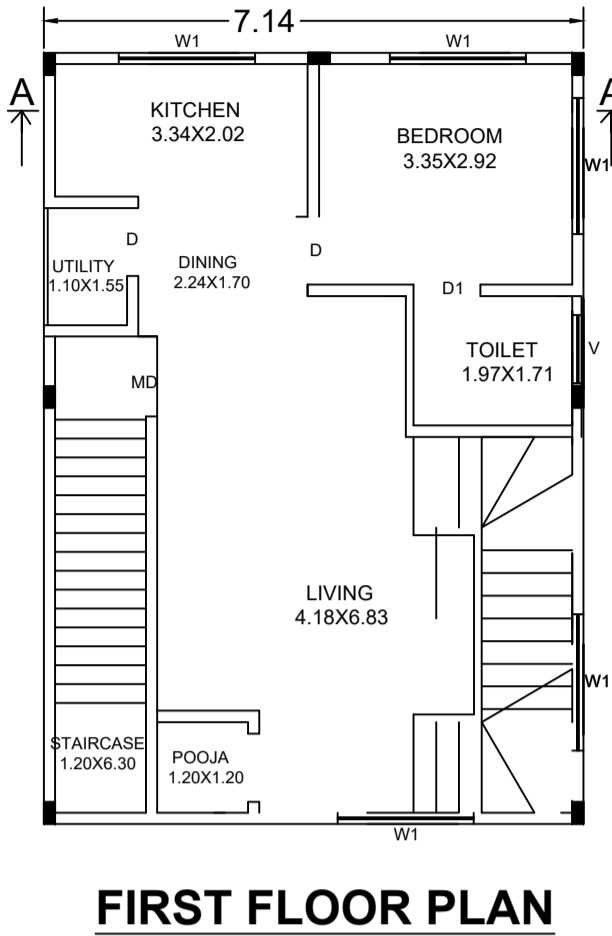 7.14
W1
W1
A
A
KITCHEN
3.34X2.02
BEDROOM
3.35X2.92
W1
D
D
UTILITY
1.10X1.55
DINING
2.24X1.70
D1
TOILET
1.97X1.71
V
MD
LIVING
4.18X6.83
W1
STAIRCASE
1.20X6.30
POOJA
1.20X1.20
W1
FIRST FLOOR PLAN